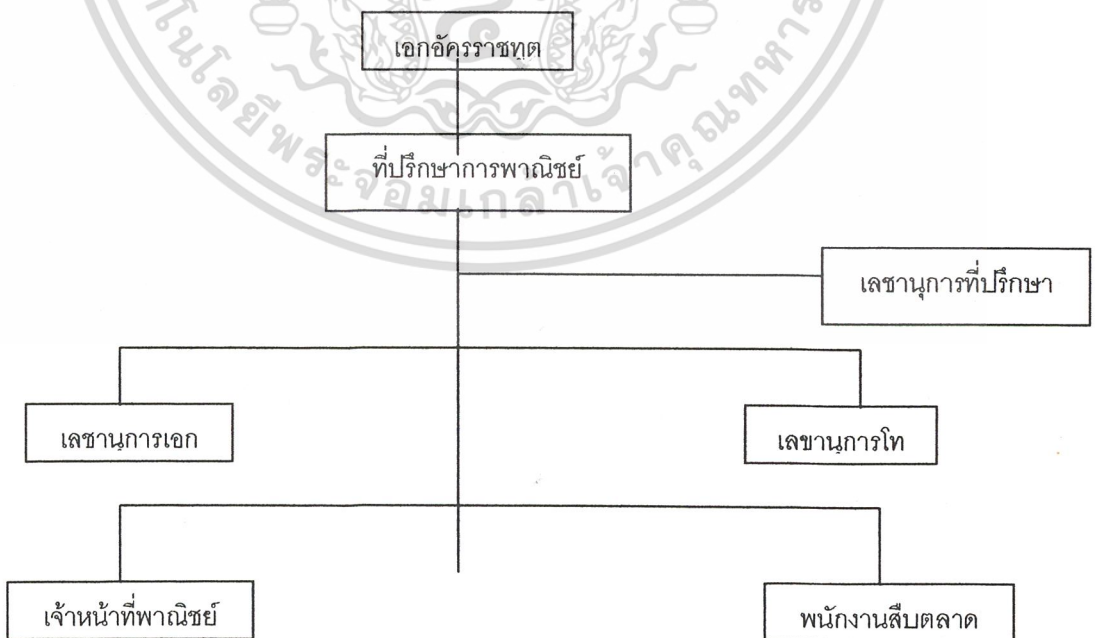 เอกอัครราชทูต
ที่ปรึกษาการพาณิชย์
เลชานุการที่ปรึกษา
เลชานุการเอก
เลขานุการโท
เจ้าหน้าที่พาณิชย์
พนักงานสืบตลาด